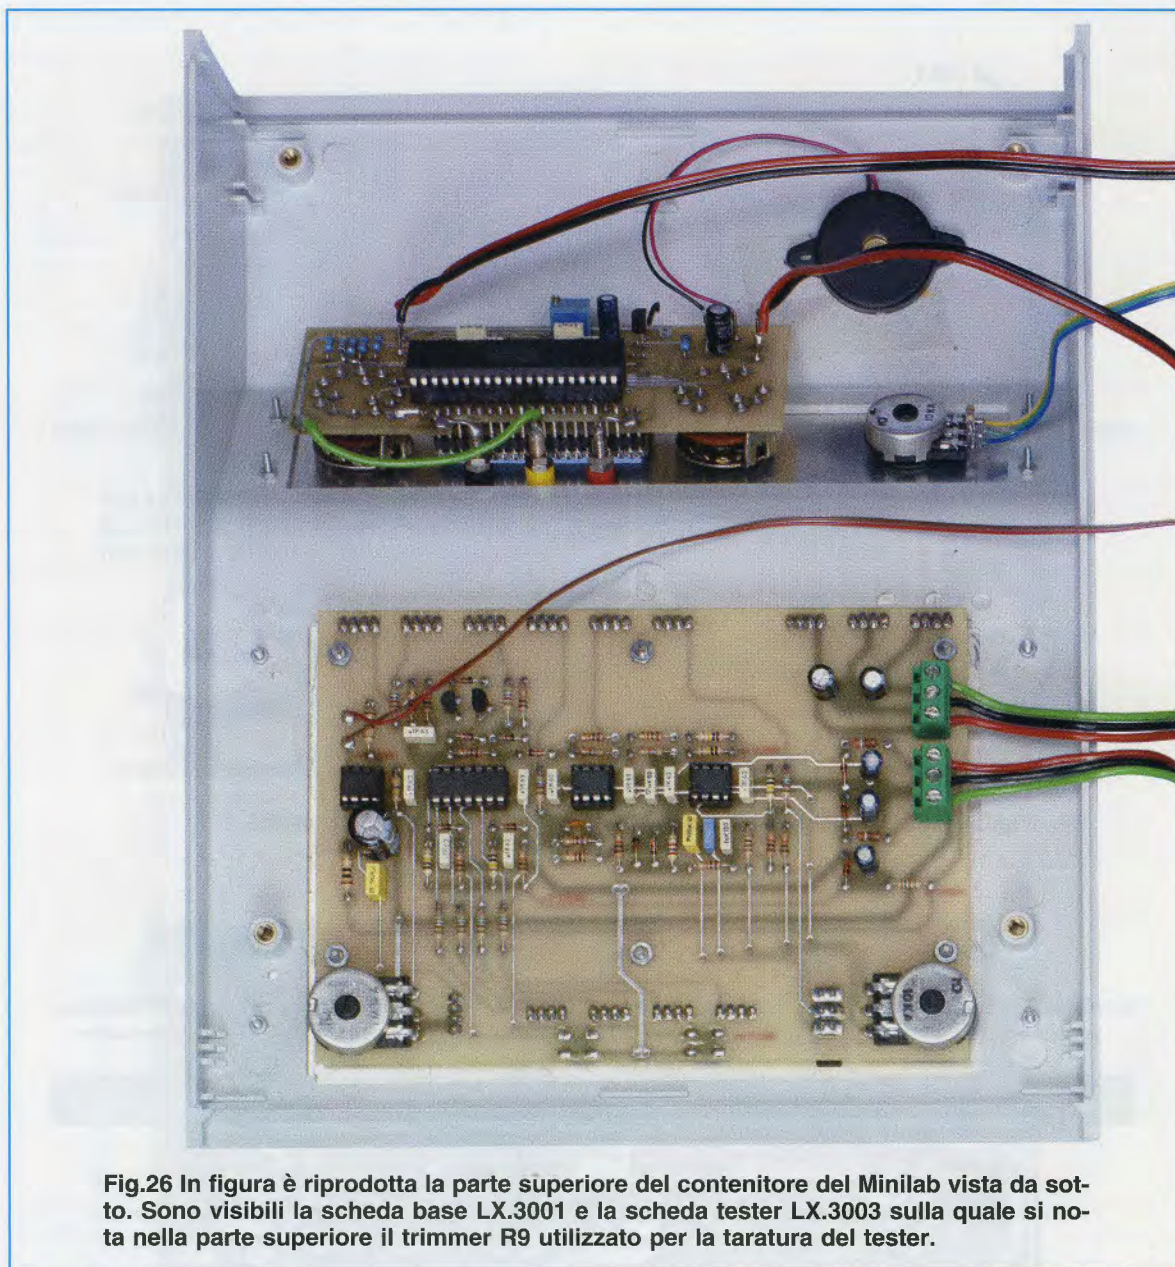 Fig.26 In figura è riprodotta la parte superiore del contenitore del Minilab vista da sot-
to. Sono visibili la scheda base LX.3001 e la scheda tester LX.3003 sulla quale si no-
ta nella parte superiore il trimmer R9 utilizzato per la taratura del tester.